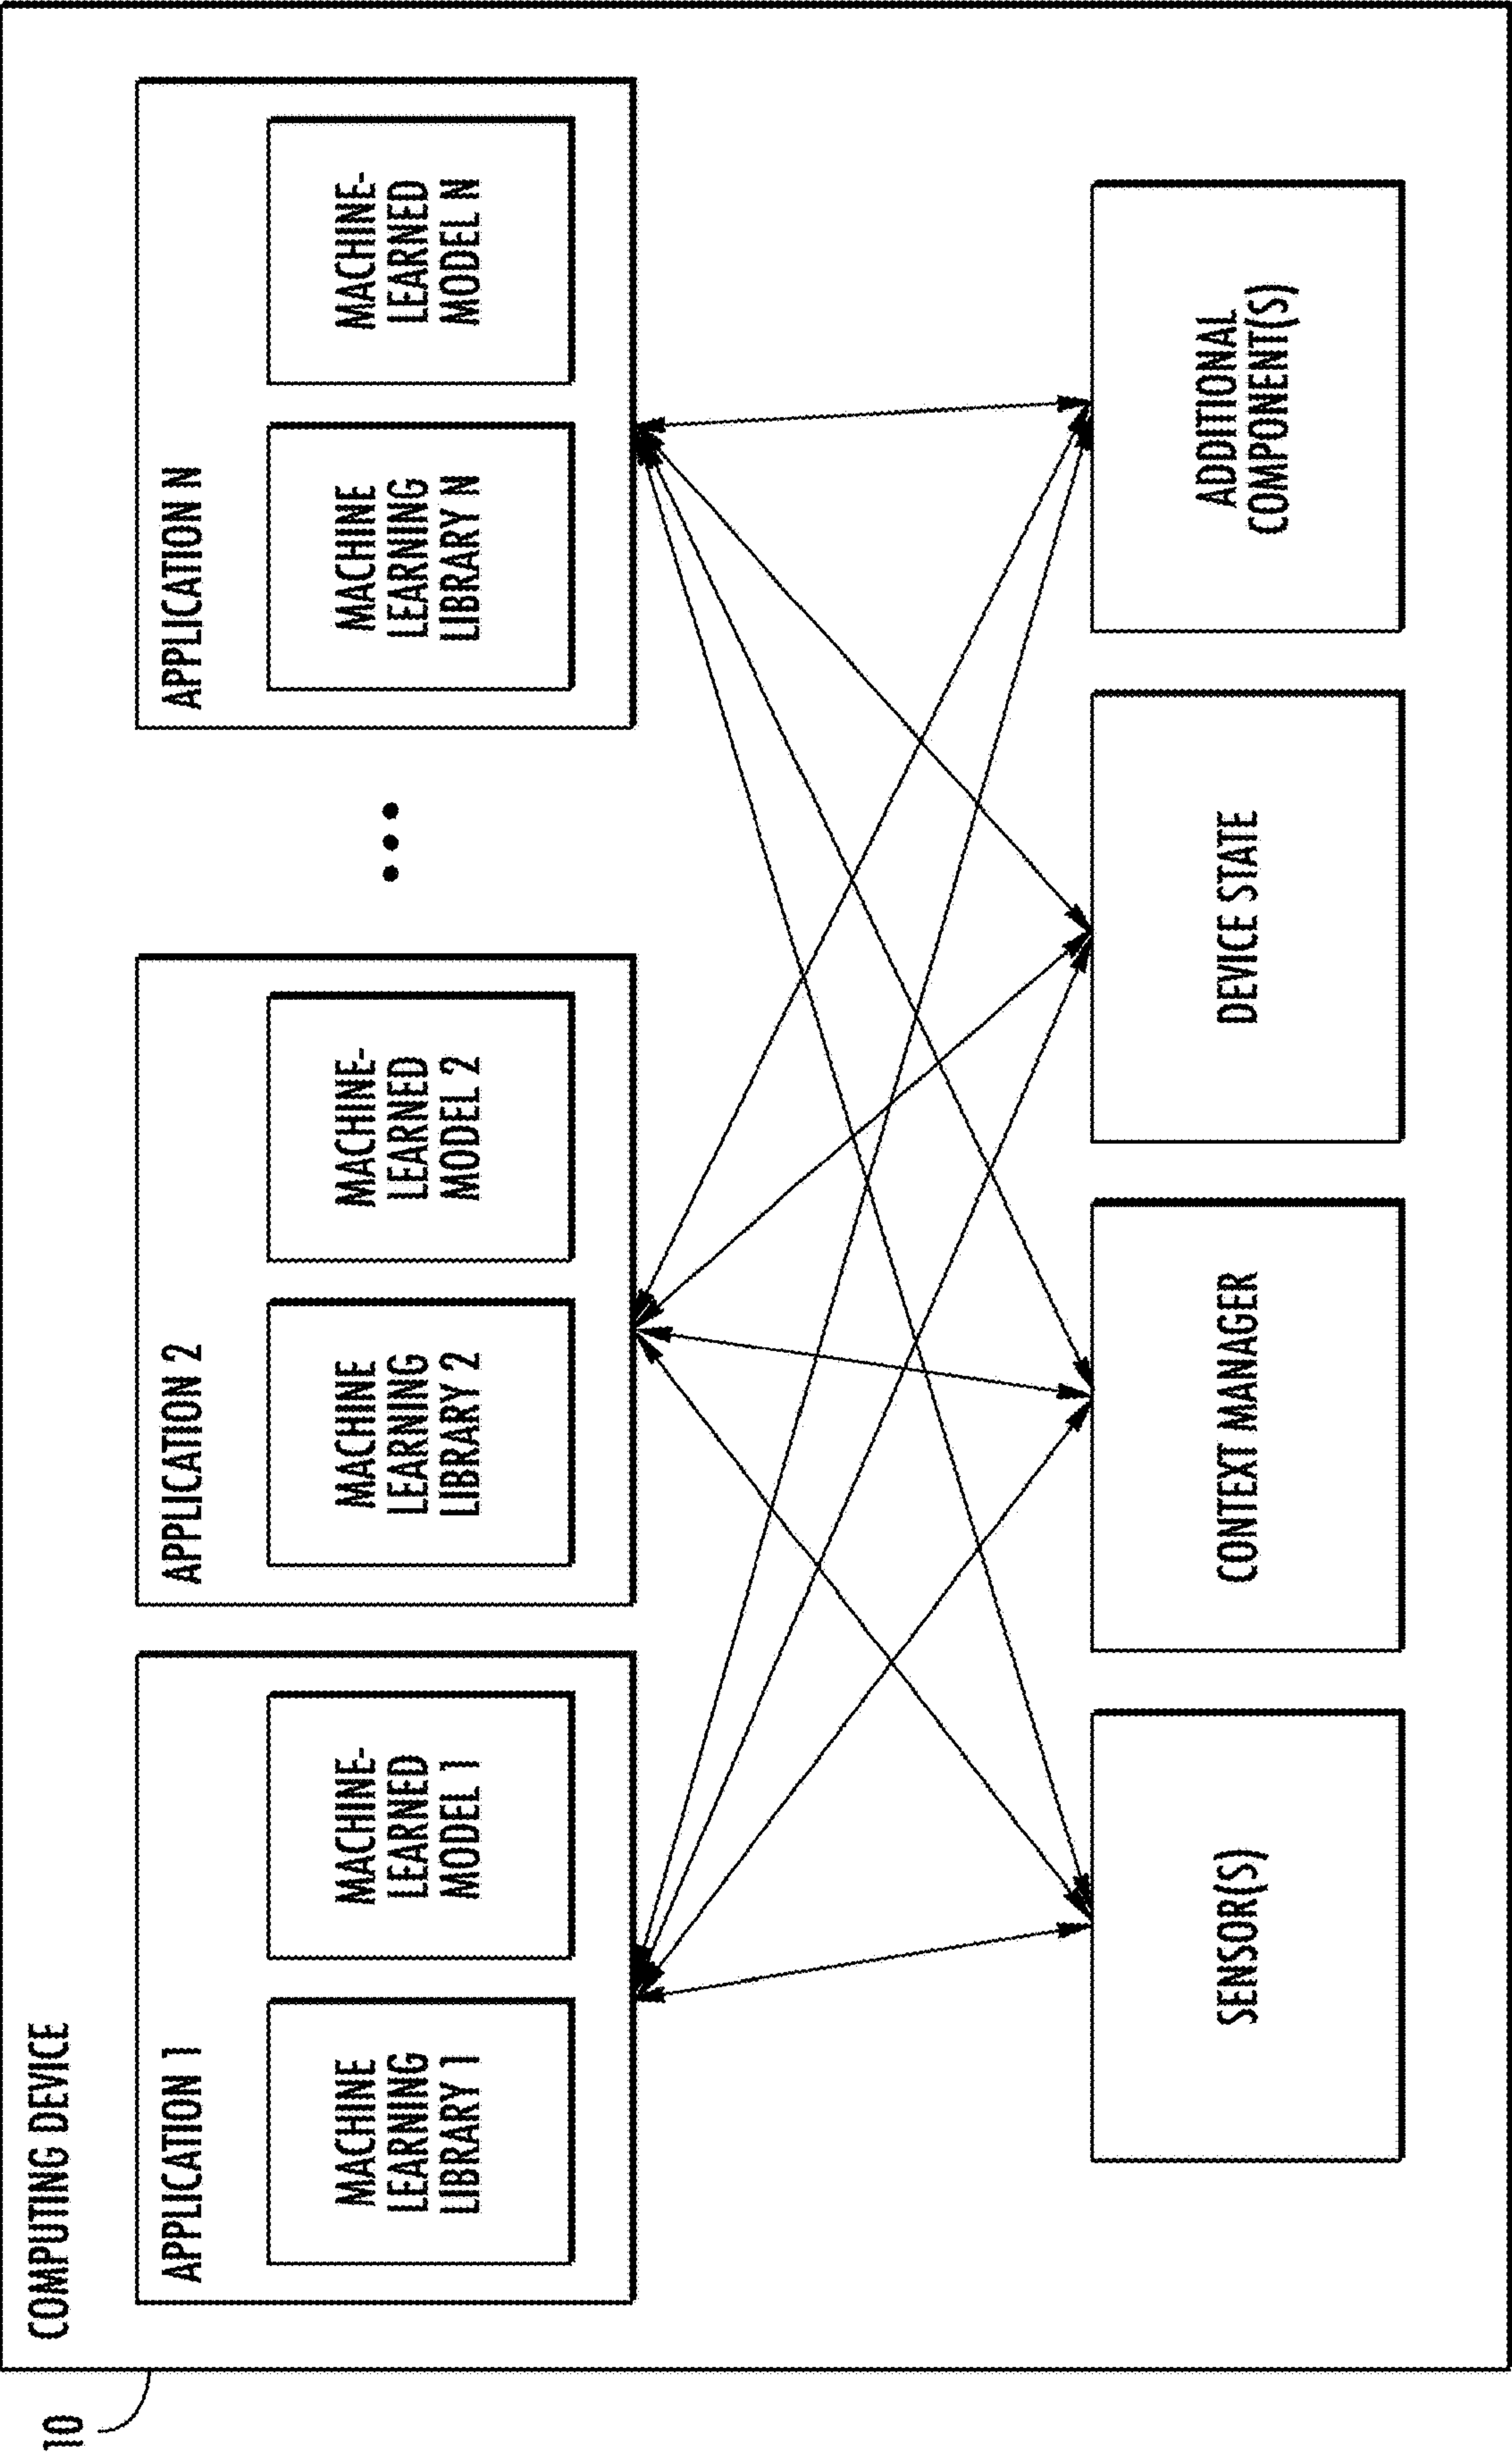 10
COMPUTING DEVICE
APPLICATION 1
MACHINE
LEARNING
LIBRARY 1
MACHINE-
LEARNED
MODEL 1
APPLICATION 2
MACHINE
LEARNING
LIBRARY 2
MACHINE-
LEARNED
MODEL 2
APPLICATION N
MACHINE
LEARNING
LIBRARY N
MACHINE-
LEARNED
MODEL N
SENSOR(S)
CONTEXT MANAGER
DEVICE STATE
ADDITIONAL
COMPONENT(S)